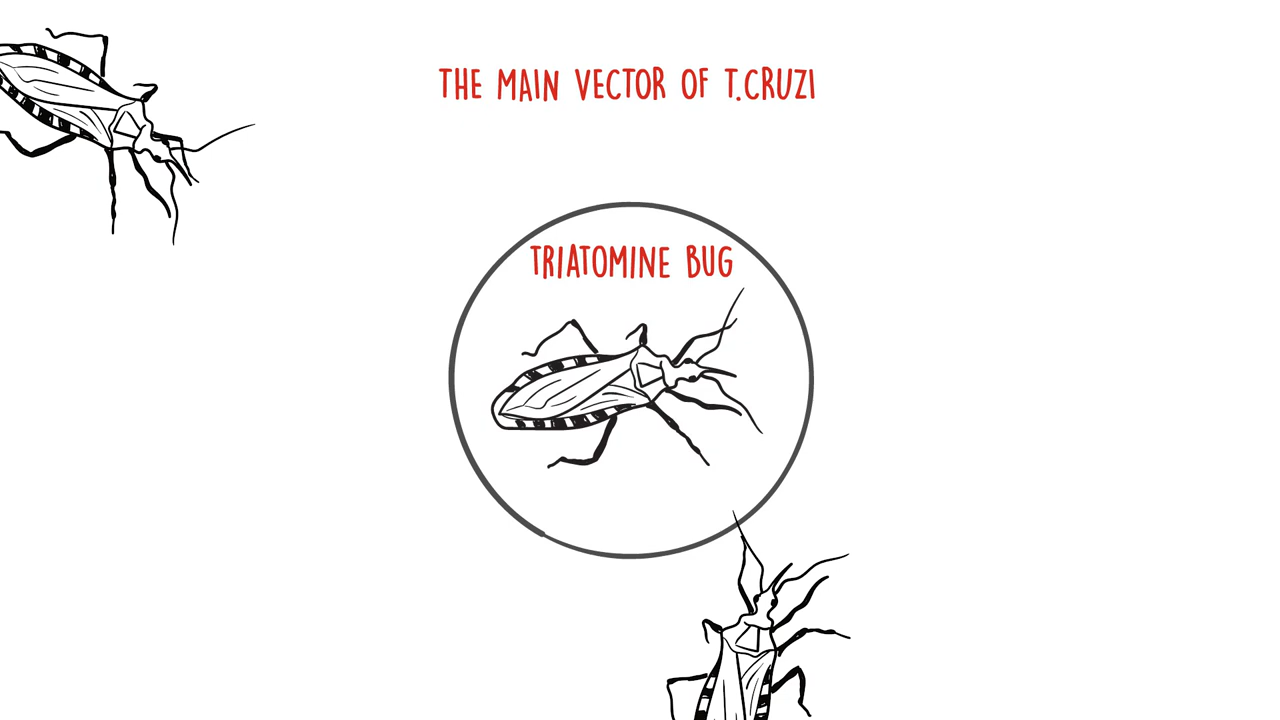 THE MAIN VECTOR OF T.CRUZI
TRIATOMINE BUG